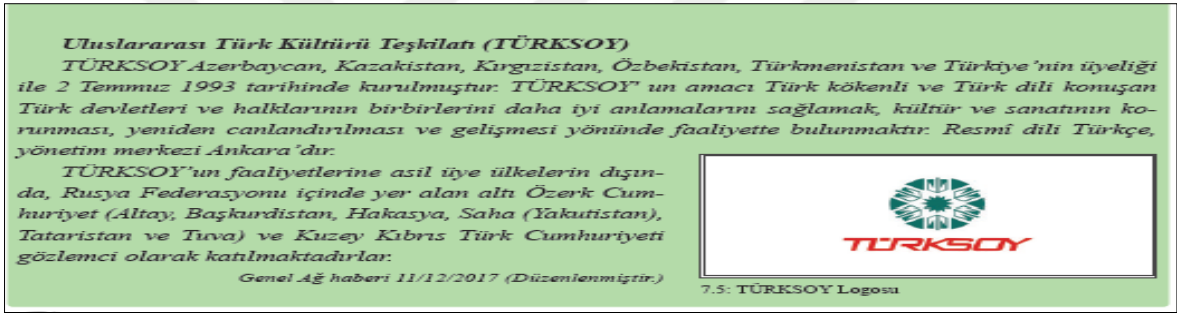 Uluslararası Türk Kültürü Teşkilatı (TÜRKSOY)
TÜRKSOY Azerbaycan, Kazakistan, Kırgızistan, Özbekistan, Türkmenistan ve Türkiye'nin üyeliği
ile 2 Temmuz 1993 tarihinde kurulmuştur. TÜRKSOY' un amacı Türk kökenli ve Türk dili konuşan
Türk devletleri ve halklarının birbirlerini daha iyi anlamalarını sağlamak, kültür ve sanatının ko-
runması, yeniden canlandırılması ve gelişmesi yönünde faaliyette bulunmaktır. Resmî dili Türkçe,
yönetim merkezi Ankara'dır.
TÜRKSOY'un faaliyetlerine asil üye ülkelerin dışın-
da, Rusya Federasyonu içinde yer alan altı Özerk Cum-
huriyet (Altay, Başkurdistan, Hakasya, Saha (Yakutistan),
Tataristan ve Tuva) ve Kuzey Kıbrıs Türk Cumhuriyeti
gözlemci olarak katılmaktadırlar.
Genel Ağ haberi 11/12/2017 (Düzenlenmiştir.)
TÜRKSOY
7.5: TÜRKSOY Logosu